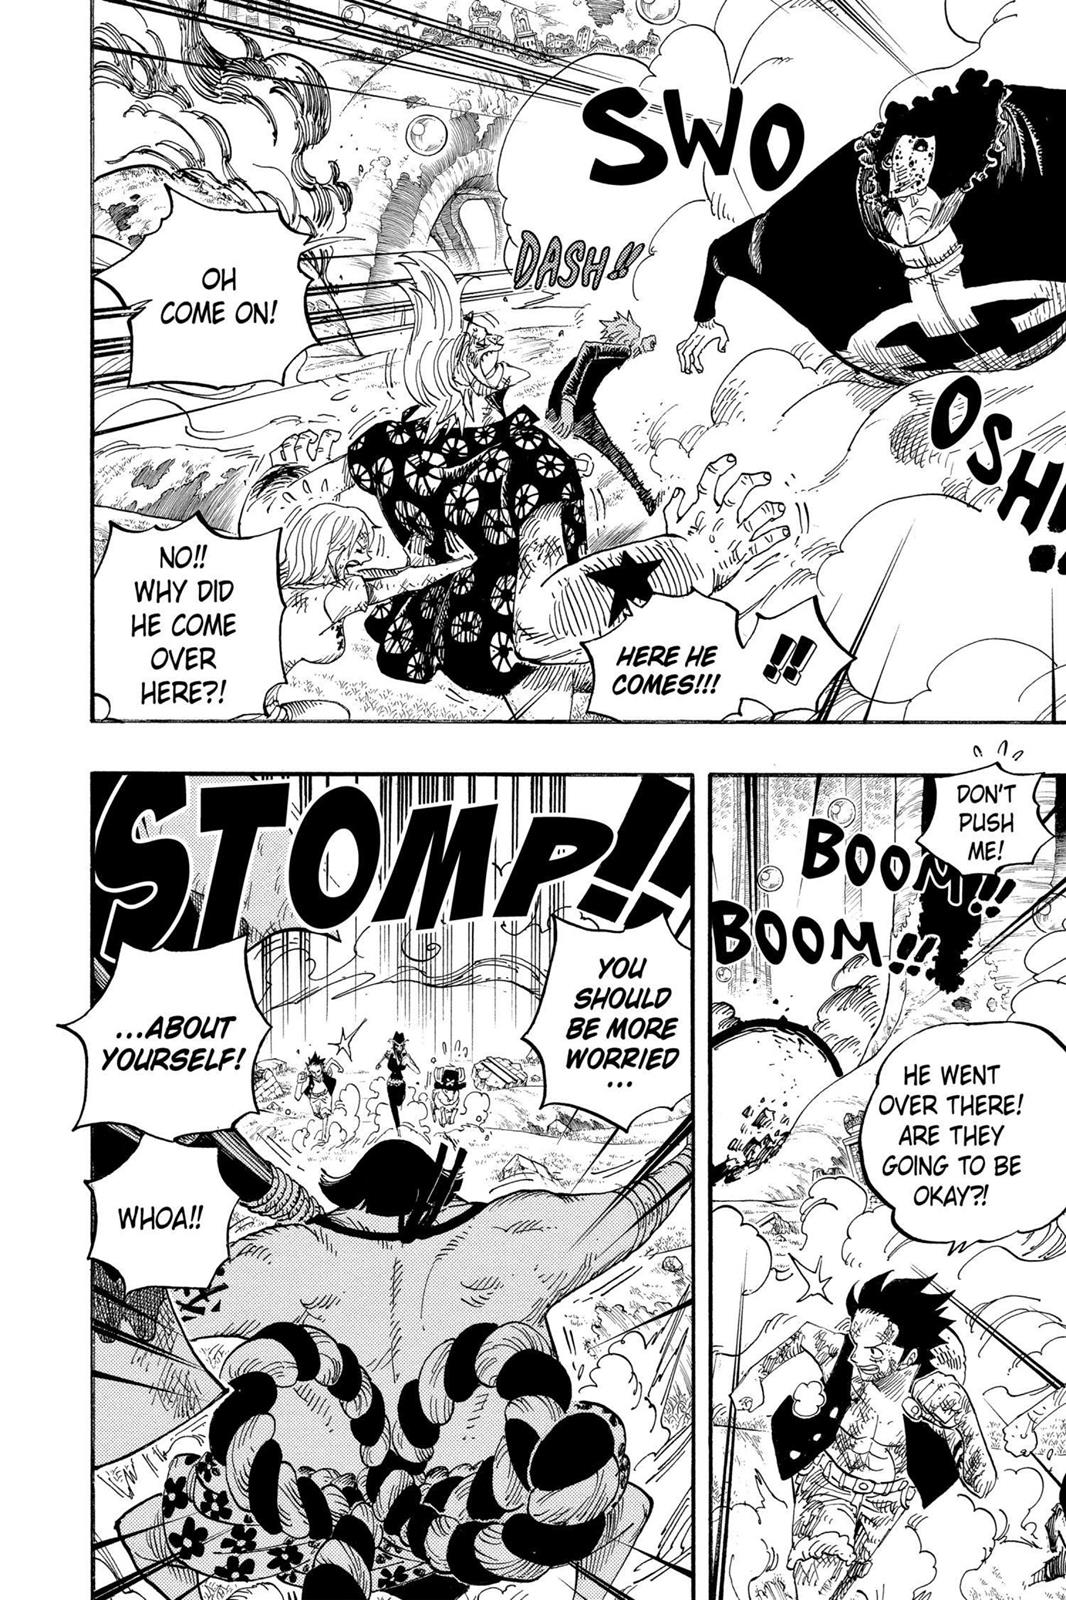 SWO
OSH!!
DASH!!
HERE HE
COMES!!!
!!
OH
COME ON!
NO!!
WHY DID
HE COME
OVER
HERE?!
DON'T
PUSH
ME!
BOOM!!
BOOM!!
HE WENT
OVER THERE!
ARE THEY
GOING TO BE
OKAY?!
STOMP!!
YOU
SHOULD
BE MORE
WORRIED
...
...ABOUT
YOURSELF!
WHOA!!